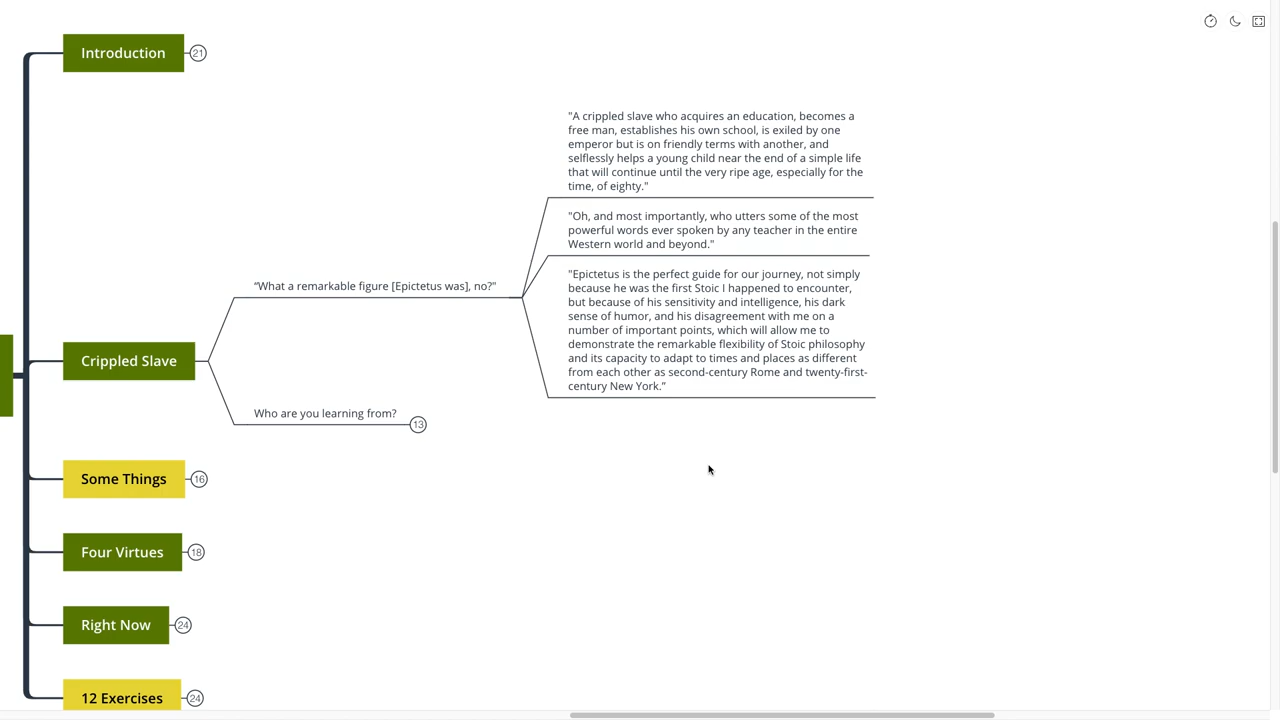 Introduction
21
"A crippled slave who acquires an education, becomes a
free man, establishes his own school, is exiled by one
emperor but is on friendly terms with another, and
selflessly helps a young child near the end of a simple life
that will continue until the very ripe age, especially for the
time, of eighty."
"Oh, and most importantly, who utters some of the most
powerful words ever spoken by any teacher in the entire
Western world and beyond."
"What a remarkable figure [Epictetus was], no?"
"Epictetus is the perfect guide for our journey, not simply
because he was the first Stoic I happened to encounter,
but because of his sensitivity and intelligence, his dark
sense of humor, and his disagreement with me on a
number of important points, which will allow me to
demonstrate the remarkable flexibility of Stoic philosophy
and its capacity to adapt to times and places as different
from each other as second-century Rome and twenty-first-
century New York."
Crippled Slave
Who are you learning from?
13
Some Things
16
Four Virtues
18
Right Now
24
12 Exercises
24